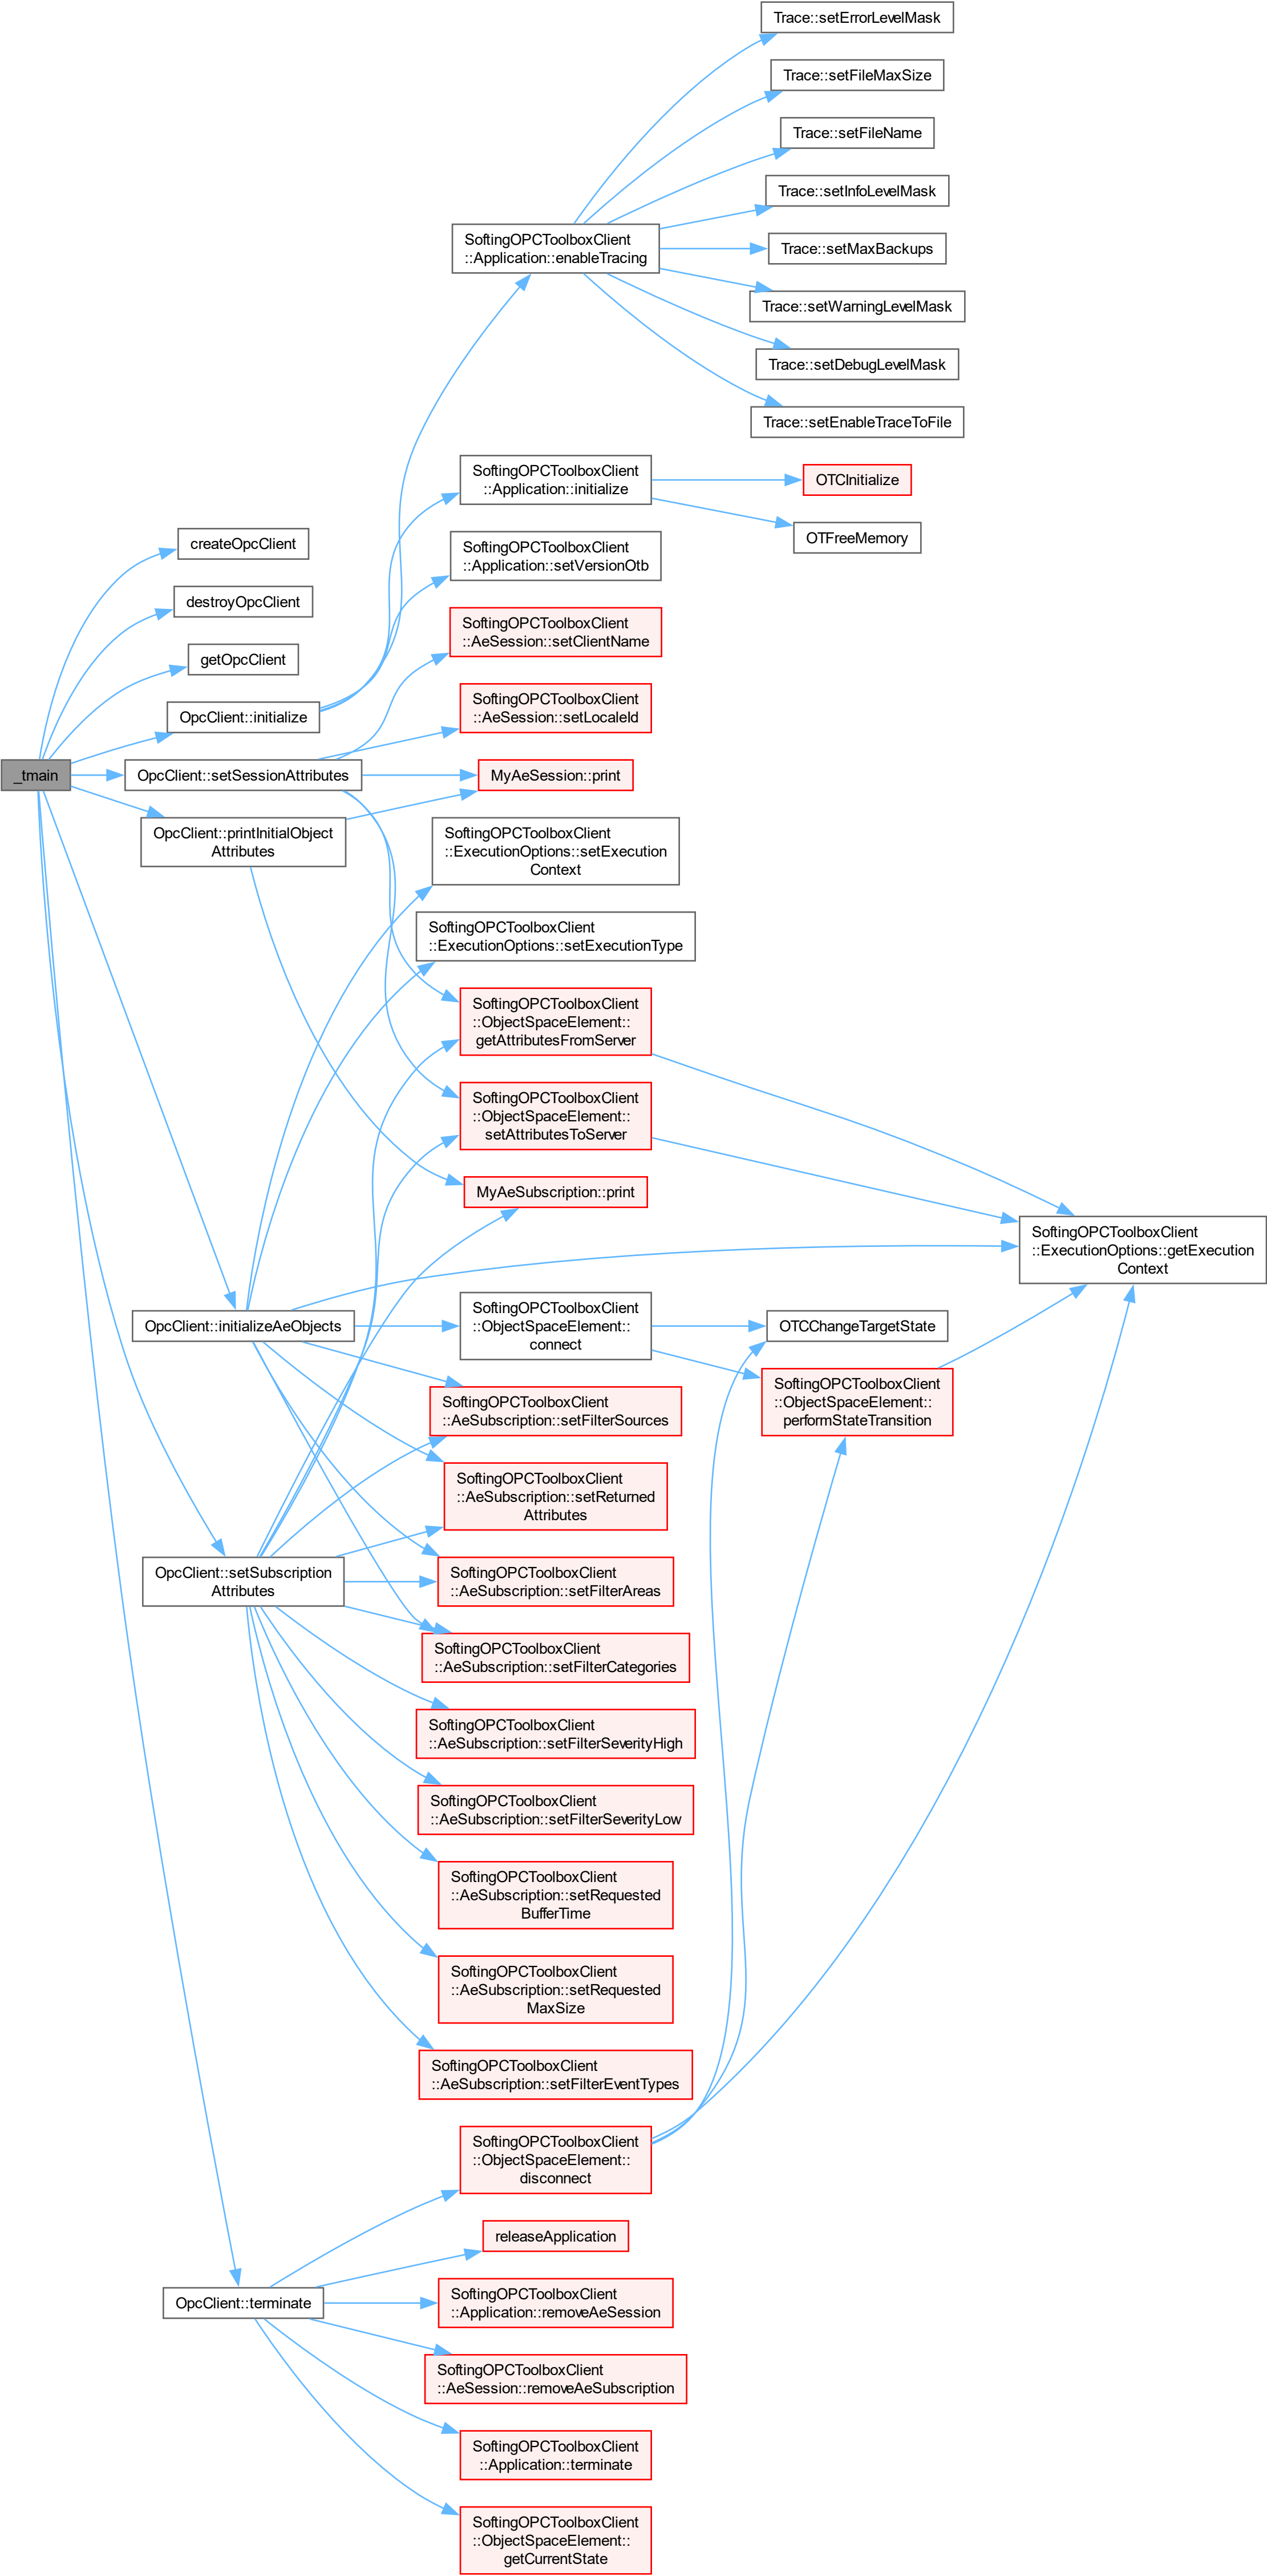 Trace::setErrorLevelMask
Trace::setFileMaxSize
Trace::setFileName
Trace::setInfoLevelMask
SoftingOPCToolboxClient
::Application::enableTracing
Trace::setMaxBackups
Trace::setWarningLevelMask
Trace::setDebugLevelMask
Trace::setEnableTraceToFile
SoftingOPCToolboxClient
::Application::initialize
OTCInitialize
OTFreeMemory
createOpcClient
SoftingOPCToolboxClient
::Application::setVersionOtb
destroyOpcClient
SoftingOPCToolboxClient
::AeSession::setClientName
getOpcClient
OpcClient::initialize
SoftingOPCToolboxClient
::AeSession::setLocaleId
_tmain
OpcClient::setSessionAttributes
MyAeSession::print
OpcClient::printInitialObject
Attributes
SoftingOPCToolboxClient
::ExecutionOptions::setExecution
Context
SoftingOPCToolboxClient
::ExecutionOptions::setExecutionType
SoftingOPCToolboxClient
::ObjectSpaceElement::
getAttributesFromServer
SoftingOPCToolboxClient
::ObjectSpaceElement::
setAttributesToServer
MyAeSubscription::print
SoftingOPCToolboxClient
::ExecutionOptions::getExecution
Context
OpcClient::initializeAeObjects
SoftingOPCToolboxClient
::ObjectSpaceElement::
connect
OTCChangeTargetState
SoftingOPCToolboxClient
::ObjectSpaceElement::
performStateTransition
SoftingOPCToolboxClient
::AeSubscription::setFilterSources
SoftingOPCToolboxClient
::AeSubscription::setReturned
Attributes
OpcClient::setSubscription
Attributes
SoftingOPCToolboxClient
::AeSubscription::setFilterAreas
SoftingOPCToolboxClient
::AeSubscription::setFilterCategories
SoftingOPCToolboxClient
::AeSubscription::setFilterSeverityHigh
SoftingOPCToolboxClient
::AeSubscription::setFilterSeverityLow
SoftingOPCToolboxClient
::AeSubscription::setRequested
BufferTime
SoftingOPCToolboxClient
::AeSubscription::setRequested
MaxSize
SoftingOPCToolboxClient
::AeSubscription::setFilterEventTypes
SoftingOPCToolboxClient
::ObjectSpaceElement::
disconnect
releaseApplication
OpcClient::terminate
SoftingOPCToolboxClient
::Application::removeAeSession
SoftingOPCToolboxClient
::AeSession::removeAeSubscription
SoftingOPCToolboxClient
::Application::terminate
SoftingOPCToolboxClient
::ObjectSpaceElement::
getCurrentState